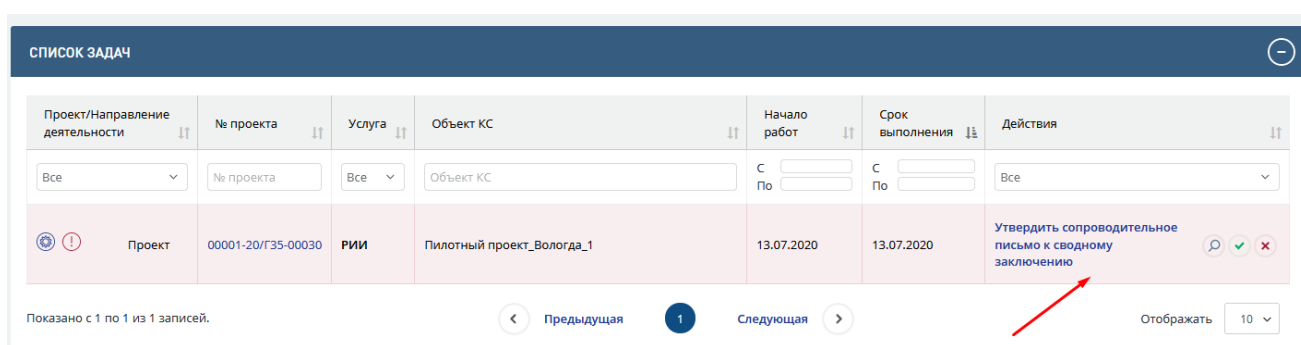 СПИСОК ЗАДАЧ
Проект/Направление деятельности
№ проекта
Услуга
Объект КС
Начало работ
Срок выполнения
Действия
Все
№ проекта
Все
Объект КС
С
По
С
По
Все
Проект
00001-20/Г35-00030
РИИ
Пилотный проект_Вологда_1
13.07.2020
13.07.2020
Утвердить сопроводительное
письмо к сводному
заключению
Показано с 1 по 1 из 1 записей.
Предыдущая
1
Следующая
Отображать
10